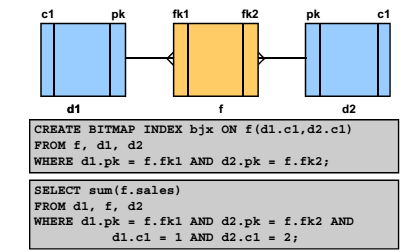 c1 pk fk1 fk2 pk c1
d1 f d2
CREATE BITMAP INDEX bjx ON f(d1.c1,d2.c1)
FROM f, d1, d2
WHERE d1.pk = f.fk1 AND d2.pk = f.fk2;
SELECT sum(f.sales)
FROM d1, f, d2
WHERE d1.pk = f.fk1 AND d2.pk = f.fk2 AND
d1.c1 = 1 AND d2.c1 = 2;